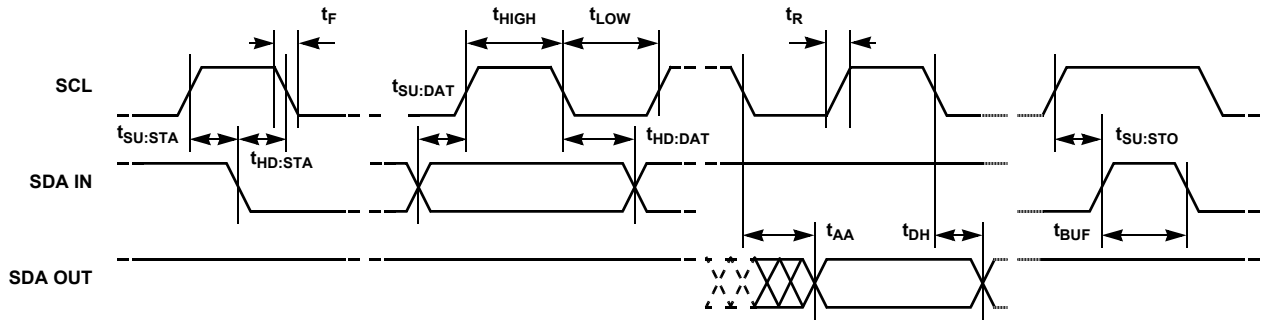 tF
tHIGH
tLOW
tR
SCL
tSU:DAT
tSU:STA
tHD:STA
tHD:DAT
tSU:STO
SDA IN
tAA
tDH
tBUF
SDA OUT